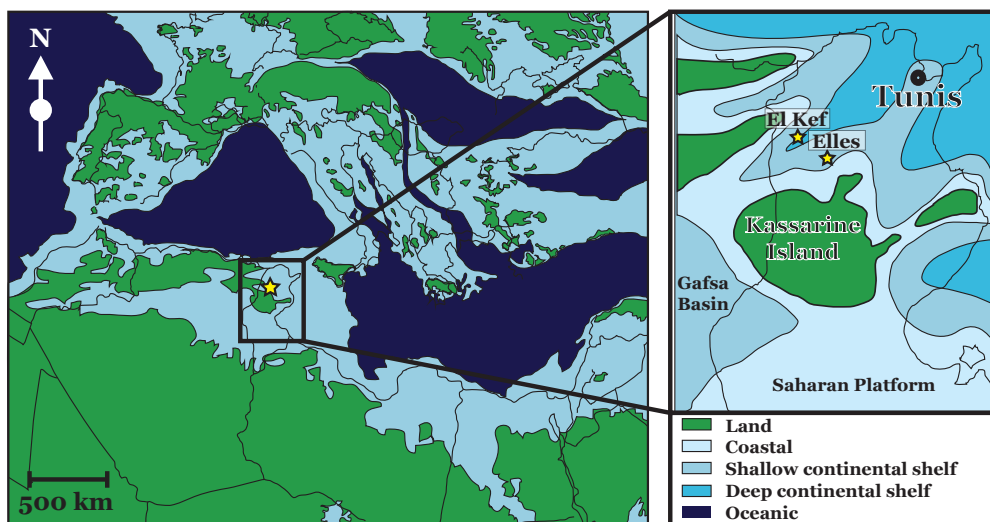 N
500 km
Tunis
El Kef
Elles
Kassarine
Island
Gafsa
Basin
Saharan Platform
Land
Coastal
Shallow continental shelf
Deep continental shelf
Oceanic